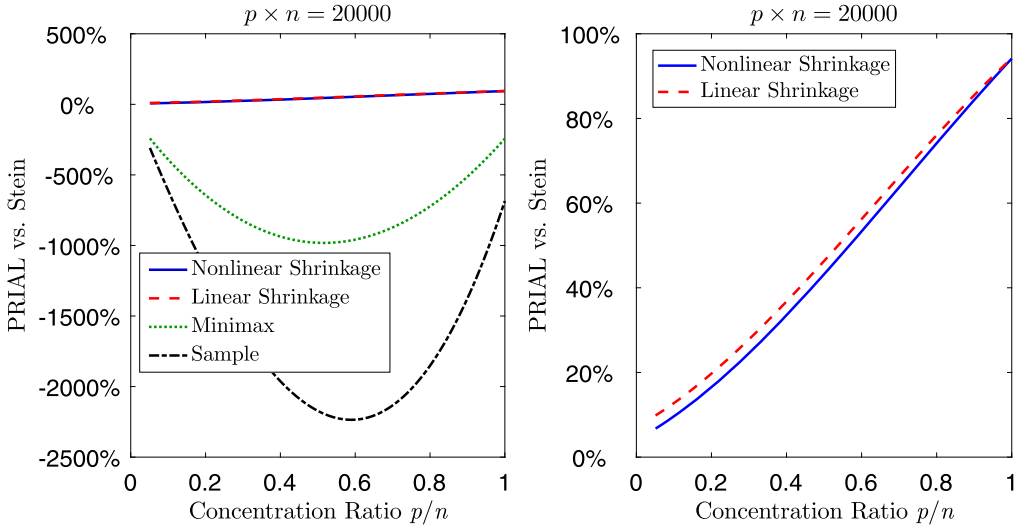 p × n = 20000
500%
0%
-500%
-1000%
-1500%
-2000%
-2500%
PRIAL vs. Stein
Nonlinear Shrinkage
Linear Shrinkage
Minimax
Sample
0 0.2 0.4 0.6 0.8 1
Concentration Ratio p/n
p × n = 20000
100%
80%
60%
40%
20%
0%
PRIAL vs. Stein
Nonlinear Shrinkage
Linear Shrinkage
0 0.2 0.4 0.6 0.8 1
Concentration Ratio p/n